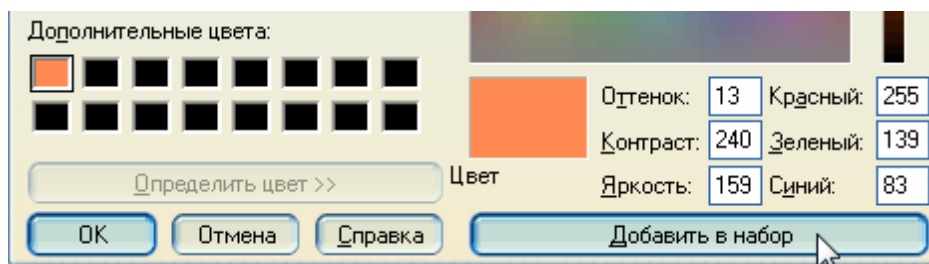 Дополнительные цвета:
Оттенок: 13 Красный: 255
Контраст: 240 Зеленый: 139
Определить цвет >> Цвет Яркость: 159 Синий: 83
OK Отмена Справка Добавить в набор